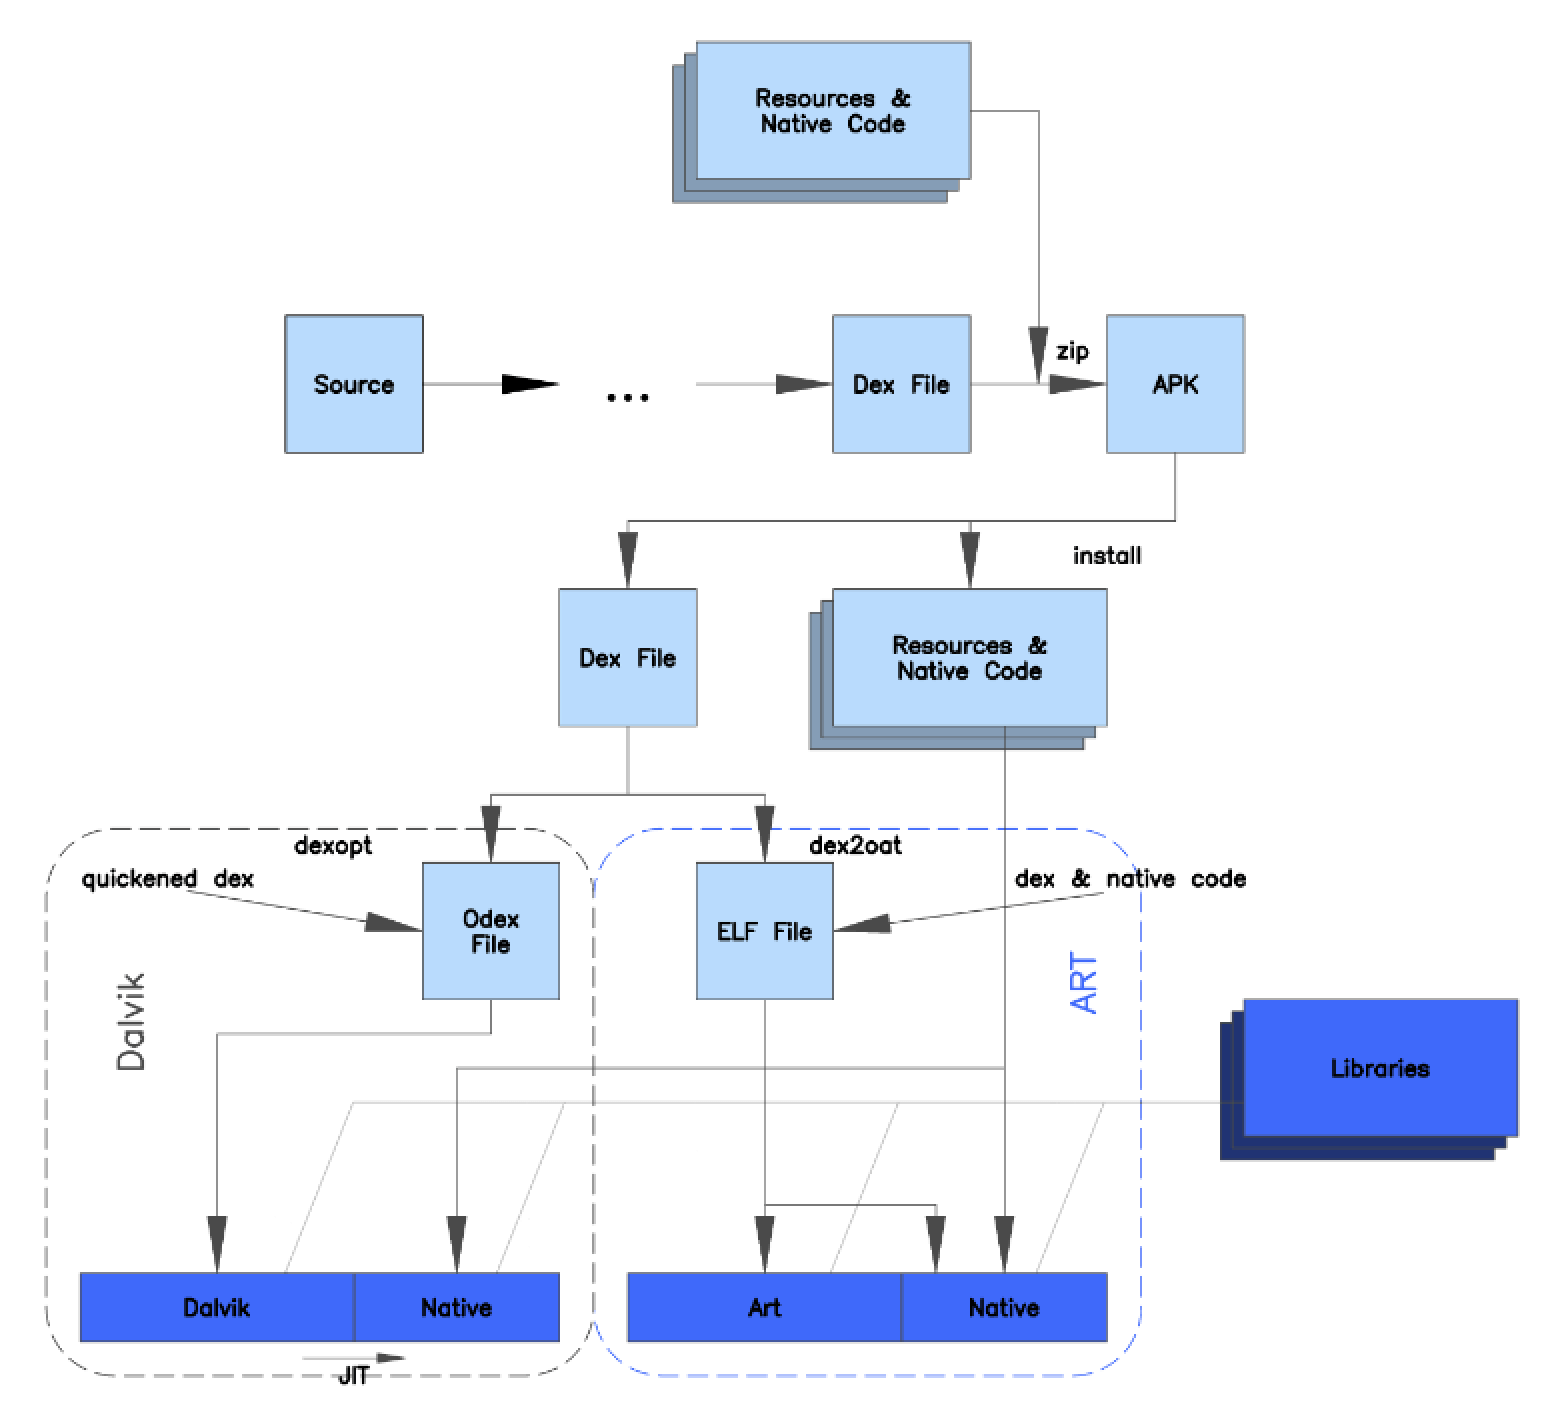 Resources &
Native Code
zip
Source
...
Dex File
APK
install
Dex File
Resources &
Native Code
dexopt
dex2oat
quickened dex
dex & native code
Odex
File
ELF File
Dalvik
ART
Libraries
Dalvik
Native
Art
Native
JIT